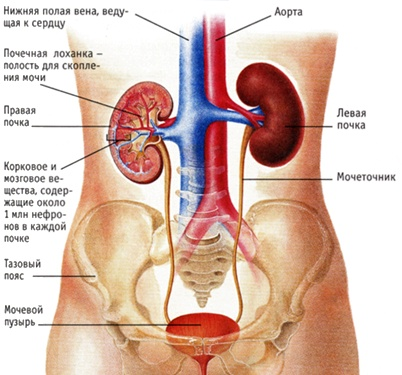 Нижняя полая вена, веду-
щая к сердцу
Аорта
Почечная лоханка –
полость для скопле-
ния мочи
Правая
почка
Левая
почка
Корковое и
мозговое ве-
щества, содер-
жащие около
1 млн нефро-
нов в каждой
почке
Мочеточник
Тазовый
пояс
Мочевой
пузырь